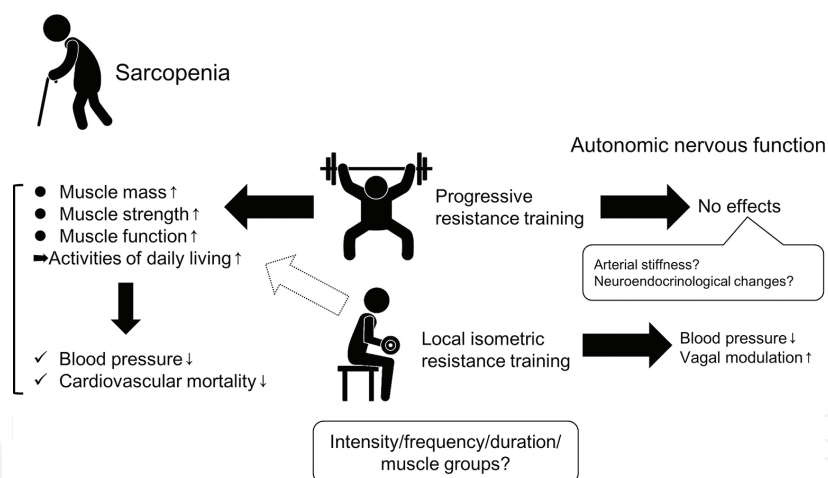 Sarcopenia
Autonomic nervous function
● Muscle mass↑
● Muscle strength↑
● Muscle function↑
➡Activities of daily living↑
Progressive
resistance training
No effects
Arterial stiffness?
Neuroendocrinological changes?
✓ Blood pressure↓
✓ Cardiovascular mortality↓
Local isometric
resistance training
Blood pressure↓
Vagal modulation↑
Intensity/frequency/duration/
muscle groups?